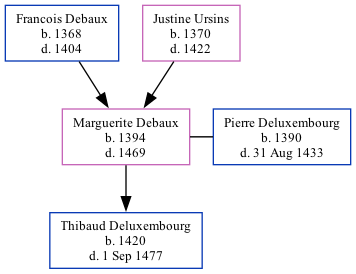 Francois Debaux
b. 1368
d. 1404
Justine Ursins
b. 1370
d. 1422
Marguerite Debaux
b. 1394
d. 1469
Pierre Deluxembourg
b. 1390
d. 31 Aug 1433
Thibaud Deluxembourg
b. 1420
d. 1 Sep 1477